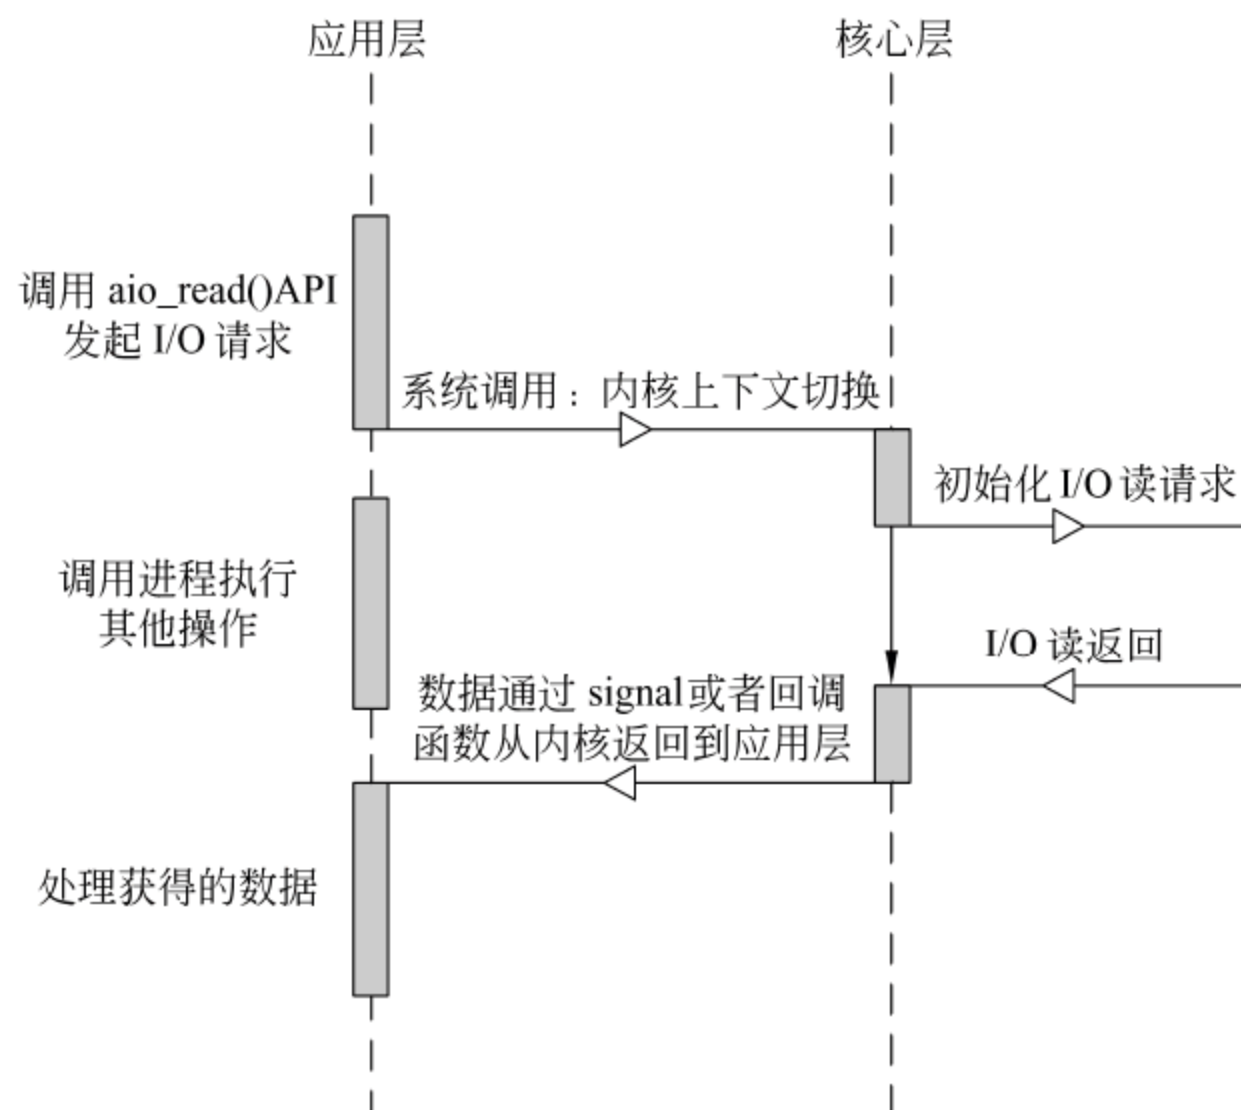 应用层
核心层
调用 aio_read()API
发起 I/O 请求
系统调用：内核上下文切换
初始化 I/O 读请求
调用进程执行
其他操作
I/O 读返回
数据通过 signal或者回调
函数从内核返回到应用层
处理获得的数据